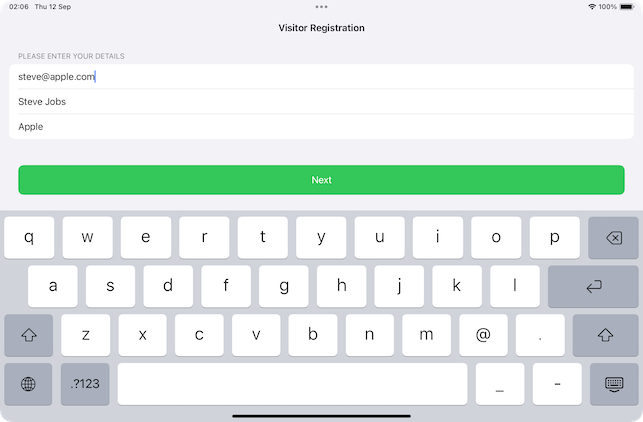 02:06 Thu 12 Sep 100%
Visitor Registration
PLEASE ENTER YOUR DETAILS
steve@apple.com
Steve Jobs
Apple
Next
q w e r t y u i o p
a s d f g h j k l
z x c v b n m @ .
.?123 _ -